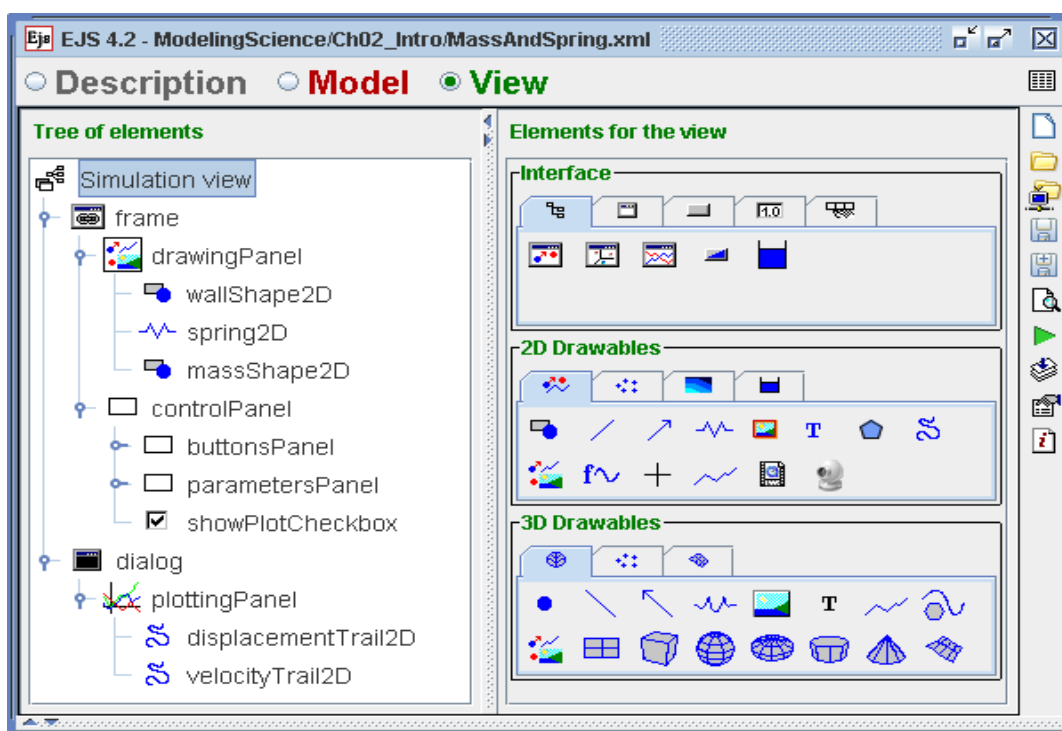 Ejs EJS 4.2 - ModelingScience/Ch02_Intro/MassAndSpring.xml
Description Model View
Tree of elements
Simulation view
frame
drawingPanel
wallShape2D
spring2D
massShape2D
controlPanel
buttonsPanel
parametersPanel
showPlotCheckbox
dialog
plottingPanel
displacementTrail2D
velocityTrail2D
Elements for the view
Interface
1.0
2D Drawables
T
f
3D Drawables
T
i